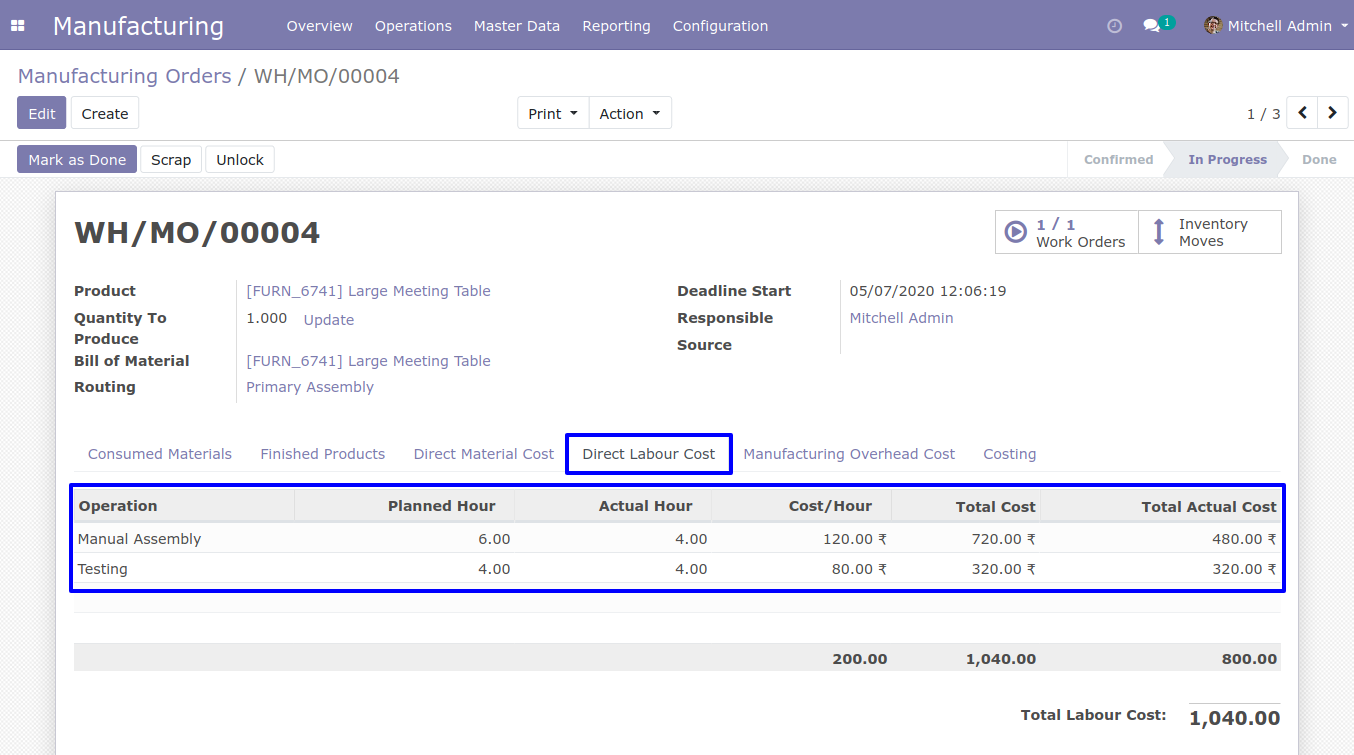 Manufacturing Overview Operations Master Data Reporting Configuration 1 Mitchell Admin
Manufacturing Orders / WH/MO/00004
Edit Create Print Action 1 / 3
Mark as Done Scrap Unlock Confirmed In Progress Done
WH/MO/00004
1 / 1
Work Orders
Inventory
Moves
Product [FURN_6741] Large Meeting Table
Quantity To
Produce
1.000 Update
Bill of Material [FURN_6741] Large Meeting Table
Routing Primary Assembly
Deadline Start 05/07/2020 12:06:19
Responsible Mitchell Admin
Source
Consumed Materials Finished Products Direct Material Cost Direct Labour Cost Manufacturing Overhead Cost Costing
Operation Planned Hour Actual Hour Cost/Hour Total Cost Total Actual Cost
Manual Assembly 6.00 4.00 120.00 ₹ 720.00 ₹ 480.00 ₹
Testing 4.00 4.00 80.00 ₹ 320.00 ₹ 320.00 ₹
200.00 1,040.00 800.00
Total Labour Cost: 1,040.00